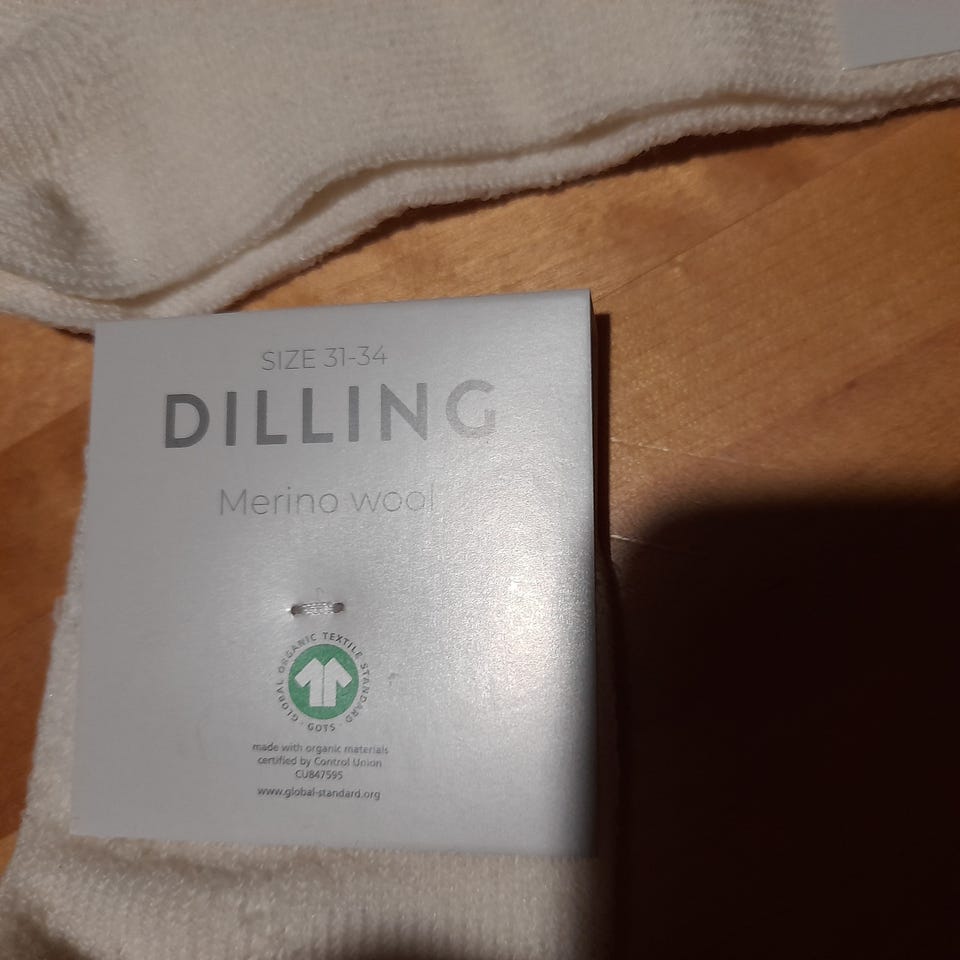 SIZE 31-34
DILLING
Merino wool
GLOBAL ORGANIC TEXTILE STANDARD · GOTS ·
made with organic materials
certified by Control Union
CU847595
www.global-standard.org